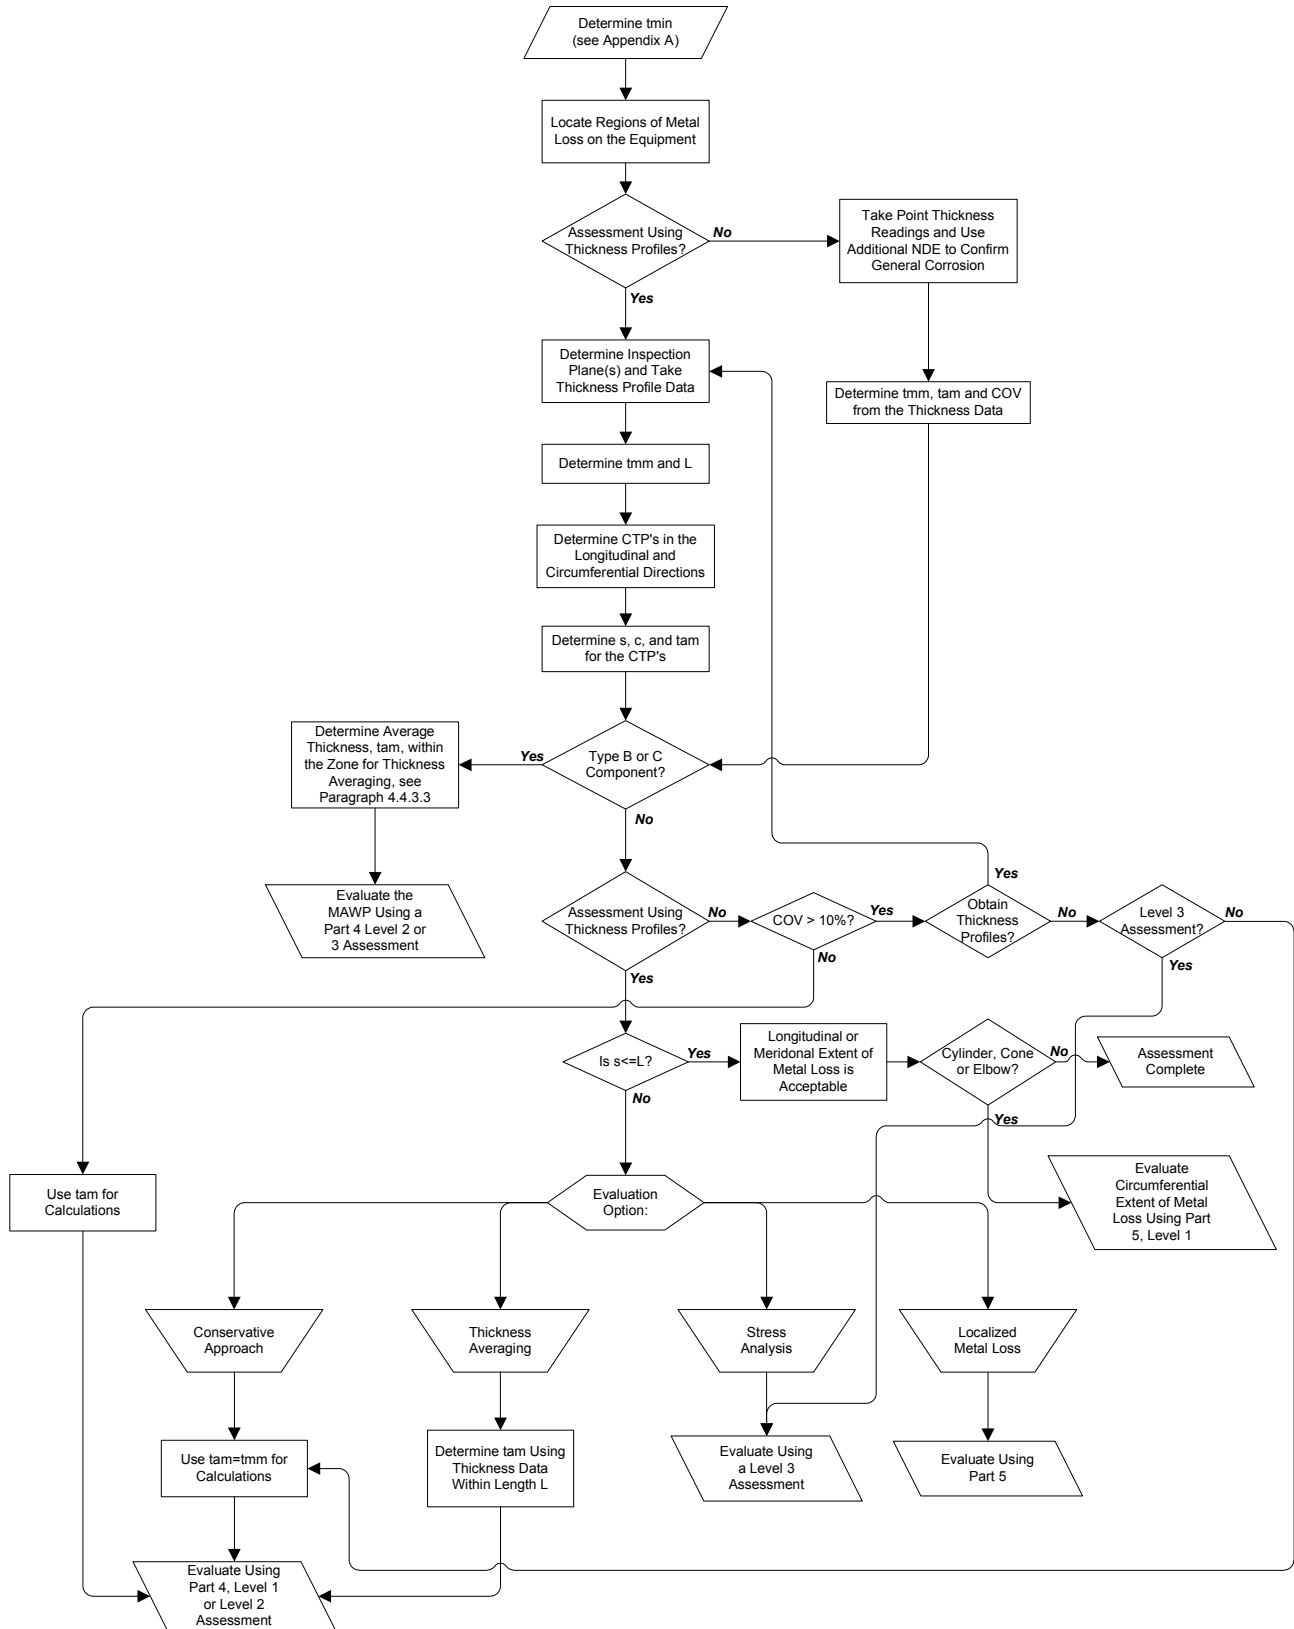 Determine tmin
(see Appendix A)
Locate Regions of Metal
Loss on the Equipment
Assessment Using
Thickness Profiles?
No
Yes
Take Point Thickness
Readings and Use
Additional NDE to Confirm
General Corrosion
Determine Inspection
Plane(s) and Take
Thickness Profile Data
Determine tmm, tam and COV
from the Thickness Data
Determine tmm and L
Determine CTP's in the
Longitudinal and
Circumferential Directions
Determine s, c, and tam
for the CTP's
Type B or C
Component?
Yes
No
Determine Average
Thickness, tam, within
the Zone for Thickness
Averaging, see
Paragraph 4.4.3.3
Evaluate the
MAWP Using a
Part 4 Level 2 or
3 Assessment
Assessment Using
Thickness Profiles?
No
Yes
COV > 10%?
Yes
No
Obtain
Thickness
Profiles?
Yes
No
Level 3
Assessment?
No
Yes
Is s<=L?
Yes
No
Longitudinal or
Meridonal Extent of
Metal Loss is
Acceptable
Cylinder, Cone
or Elbow?
No
Yes
Assessment
Complete
Evaluate
Circumferential
Extent of Metal
Loss Using Part
5, Level 1
Use tam for
Calculations
Evaluation
Option:
Conservative
Approach
Thickness
Averaging
Stress
Analysis
Localized
Metal Loss
Use tam=tmm for
Calculations
Determine tam Using
Thickness Data
Within Length L
Evaluate Using
a Level 3
Assessment
Evaluate Using
Part 5
Evaluate Using
Part 4, Level 1
or Level 2
Assessment